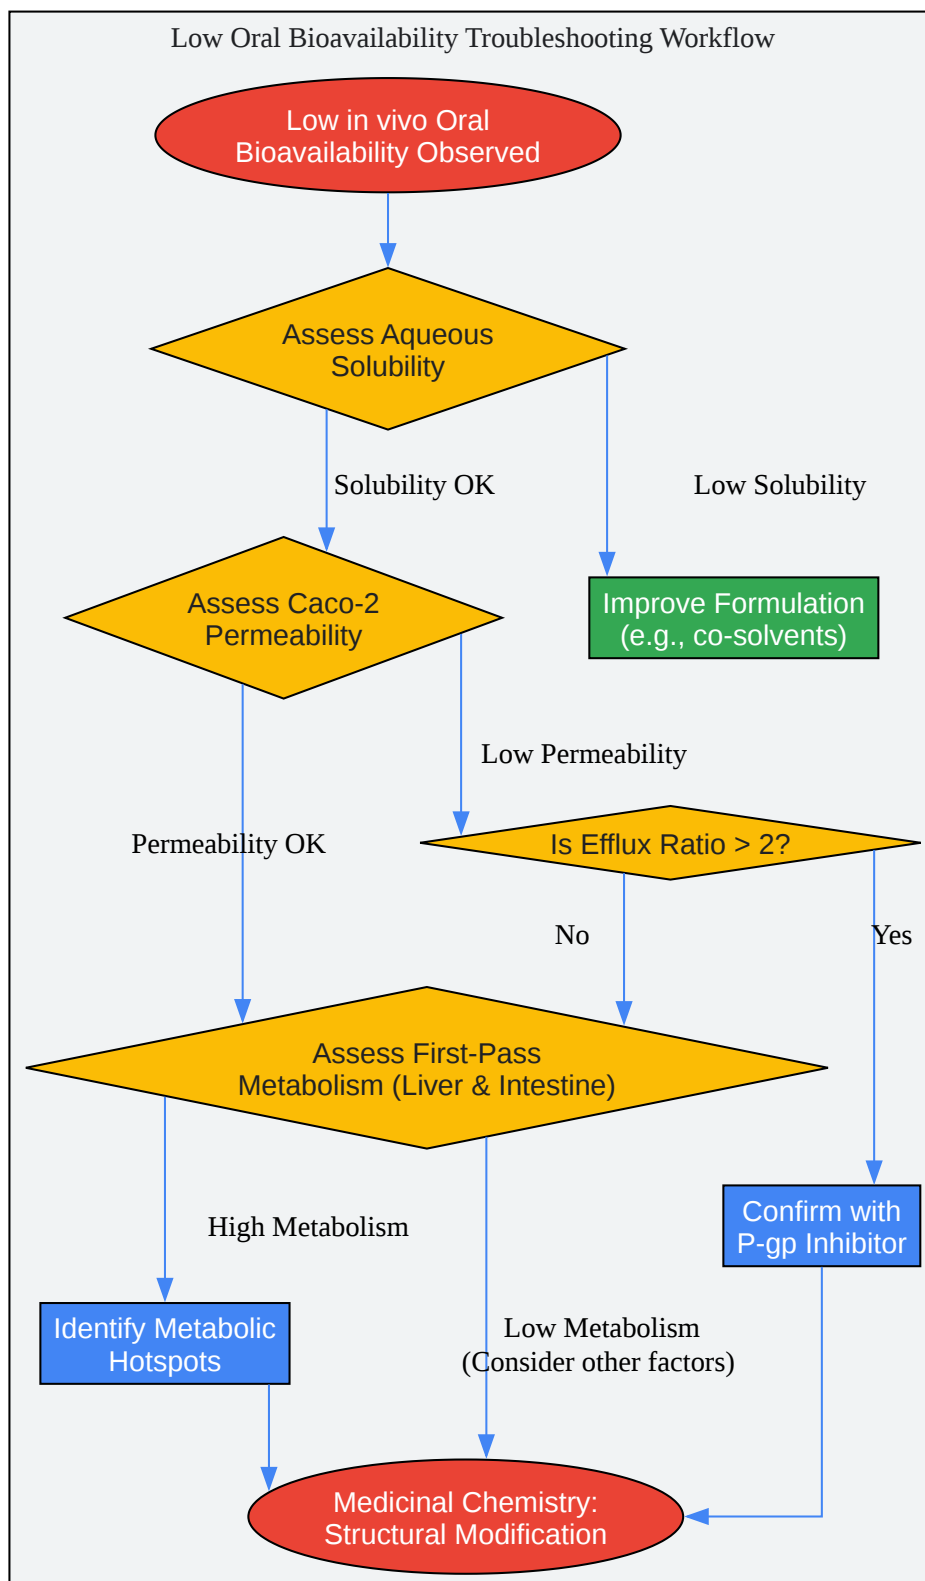 Low Oral Bioavailability Troubleshooting Workflow
Low in vivo Oral
Bioavailability Observed
Assess Aqueous
Solubility
Solubility OK
Low Solubility
Assess Caco-2
Permeability
Improve Formulation
(e.g., co-solvents)
Low Permeability
Permeability OK
Is Efflux Ratio > 2?
No
Yes
Assess First-Pass
Metabolism (Liver & Intestine)
High Metabolism
Confirm with
P-gp Inhibitor
Identify Metabolic
Hotspots
Low Metabolism
(Consider other factors)
Medicinal Chemistry:
Structural Modification